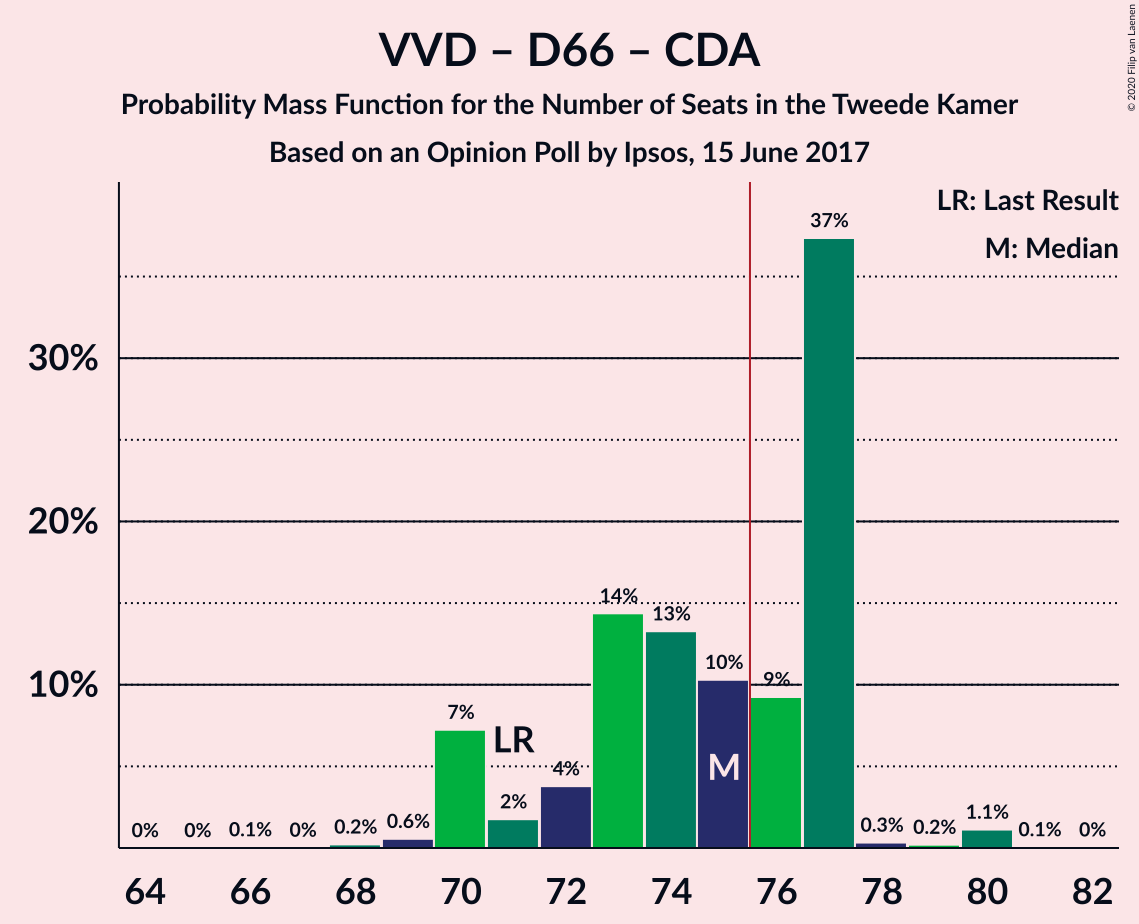 VVD – D66 – CDA
Probability Mass Function for the Number of Seats in the Tweede Kamer
Based on an Opinion Poll by Ipsos, 15 June 2017
© 2020 Filip van Laenen
LR: Last Result
M: Median
30%
20%
10%
0% 0% 0.1% 0% 0.2% 0.6% 7% 2% 4% 14% 13% 10% 9% 37% 0.3% 0.2% 1.1% 0.1% 0%
LR
M
64 66 68 70 72 74 76 78 80 82